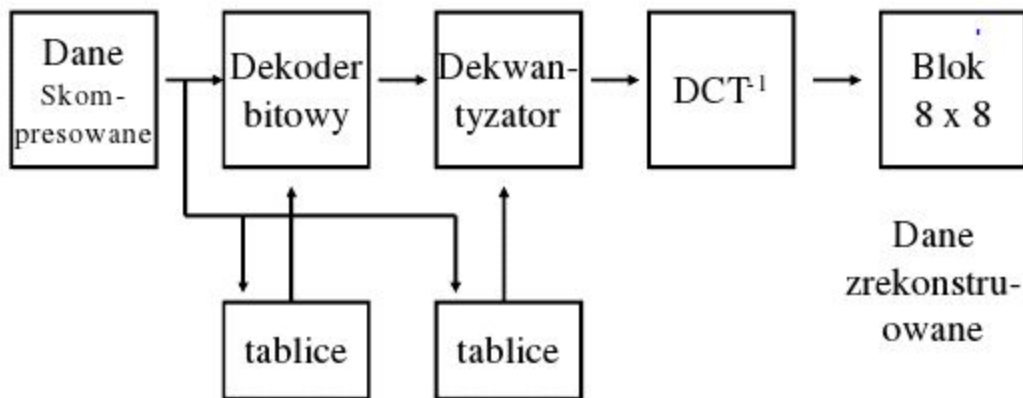 Dane
Skom-
presowane
Dekoder
bitowy
Dekwan-
tyzator
DCT-1
Blok
8 x 8
tablice
tablice
Dane
zrekonstru-
owane